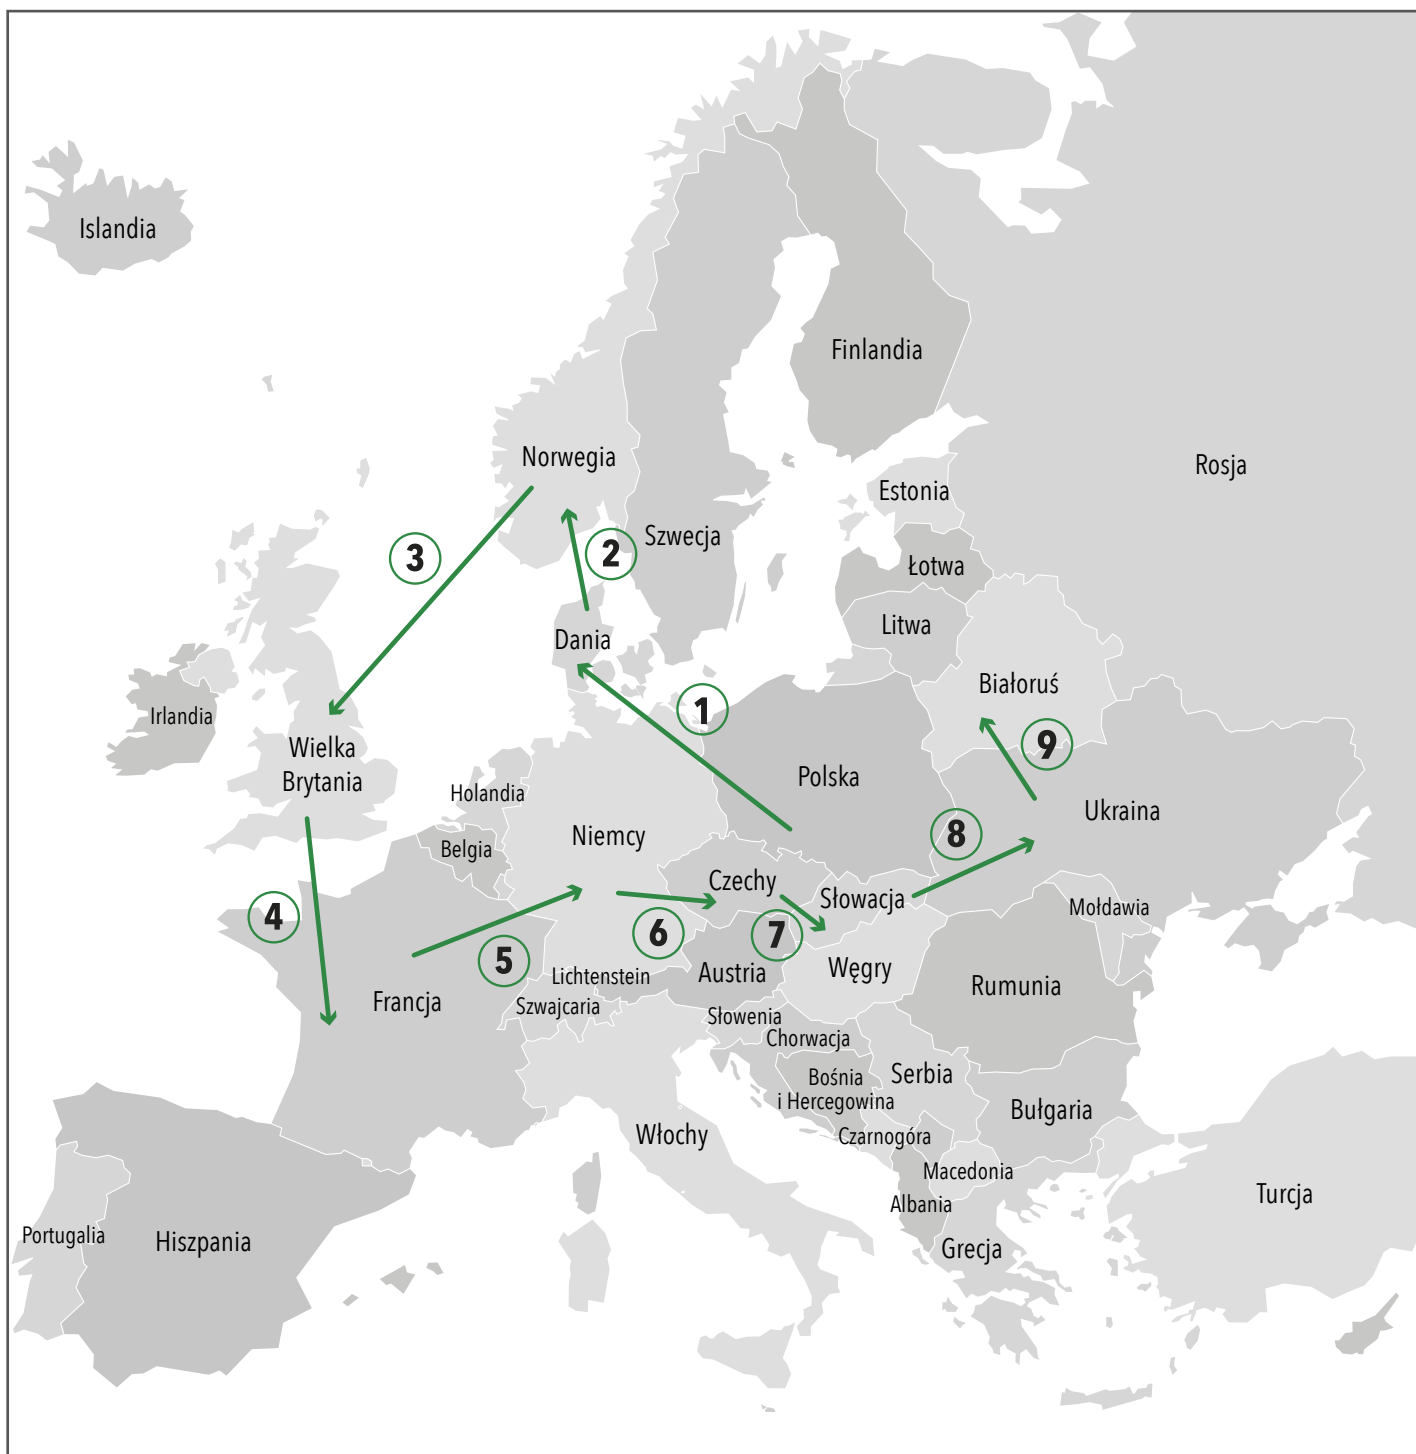 Islandia
Finlandia
Norwegia
Rosja
Estonia
Szwecja
3
2
Łotwa
Litwa
Dania
Białoruś
Irlandia
1
Wielka
Brytania
9
Polska
Holandia
Ukraina
Niemcy
8
Belgia
Czechy
Słowacja
Mołdawia
4
6
7
5
Węgry
Austria
Lichtenstein
Rumunia
Francja
Szwajcaria
Słowenia
Chorwacja
Serbia
Bośnia
i Hercegowina
Bułgaria
Włochy
Czarnogóra
Macedonia
Turcja
Albania
Portugalia
Hiszpania
Grecja